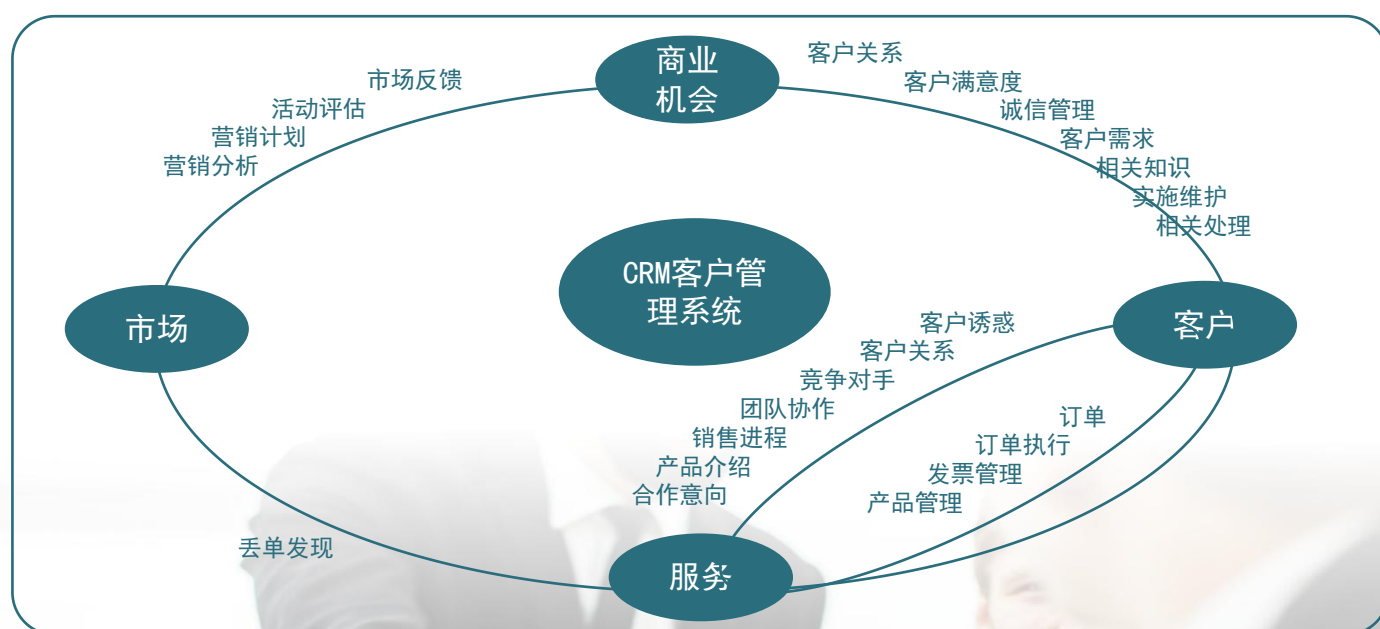 商业
机会
市场反馈
活动评估
营销计划
营销分析
客户关系
客户满意度
诚信管理
客户需求
相关知识
实施维护
相关处理
CRM客户管
理系统
市场
客户
客户诱惑
客户关系
竞争对手
团队协作
销售进程
产品介绍
合作意向
订单
订单执行
发票管理
产品管理
丢单发现
服务